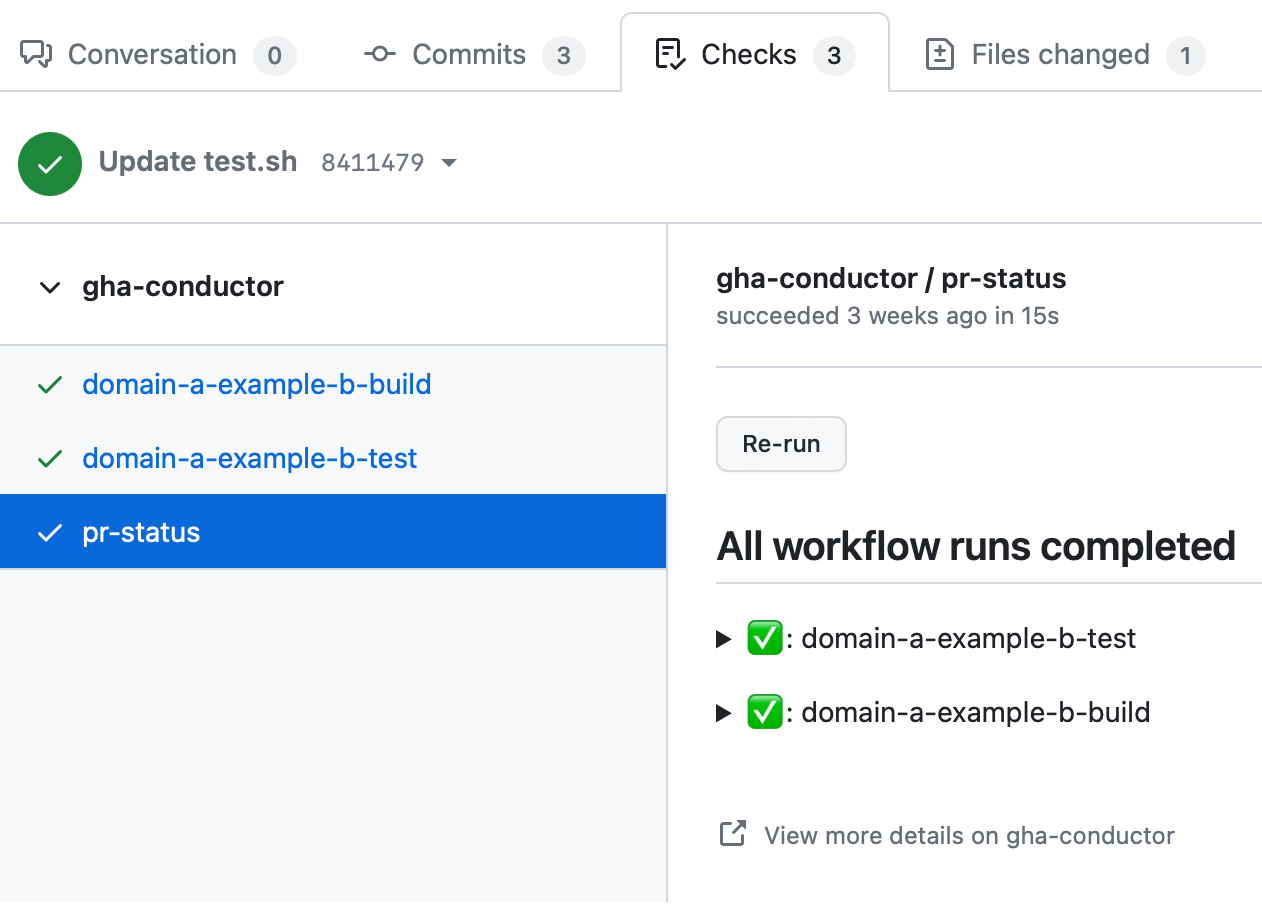 Conversation 0 Commits 3 Checks 3 Files changed 1
Update test.sh 8411479
gha-conductor
domain-a-example-b-build
domain-a-example-b-test
pr-status
gha-conductor / pr-status
succeeded 3 weeks ago in 15s
Re-run
All workflow runs completed
: domain-a-example-b-test
: domain-a-example-b-build
View more details on gha-conductor